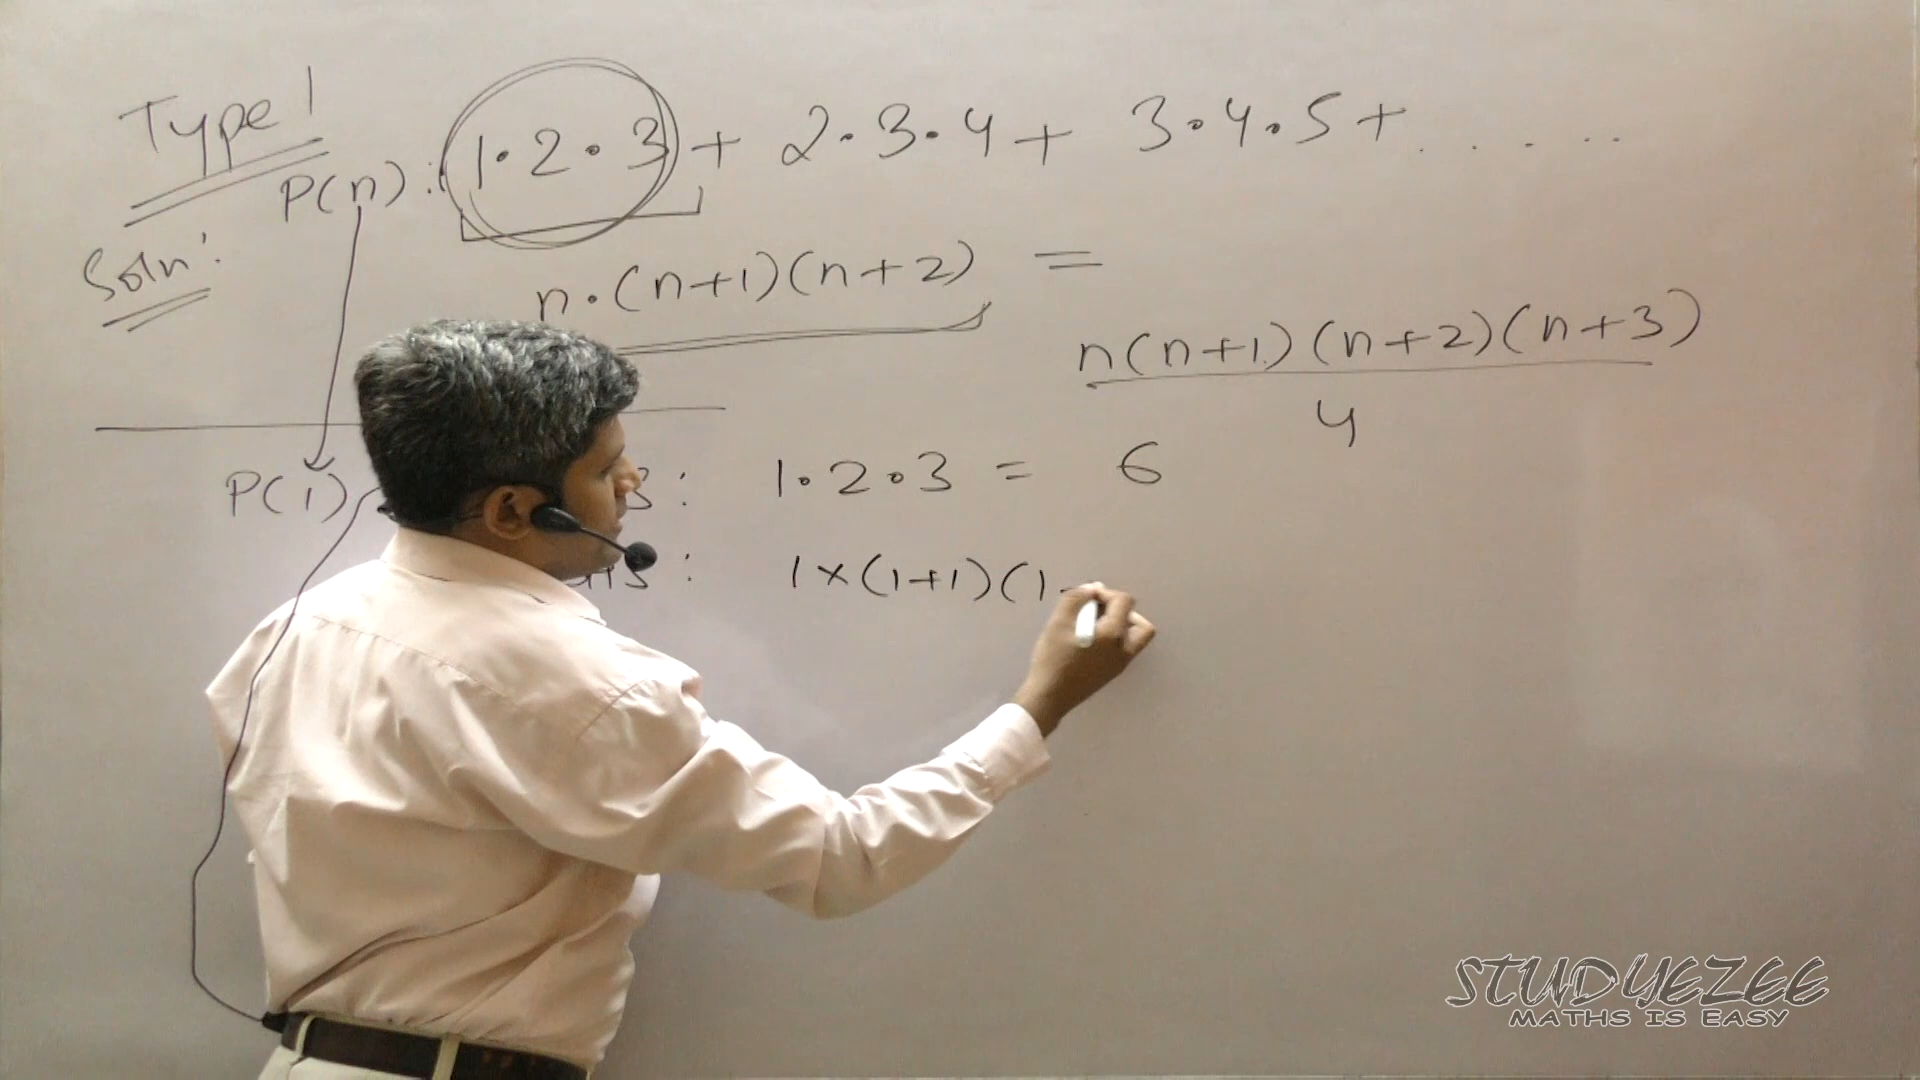 Type 1
P(n): 1·2·3 + 2·3·4 + 3·4·5 + .....
Soln:
n·(n+1)(n+2) =
n(n+1)(n+2)(n+3)
4
P(1)
: 1·2·3 = 6
: 1×(1+1)(1
STUDYEZEE
MATHS IS EASY